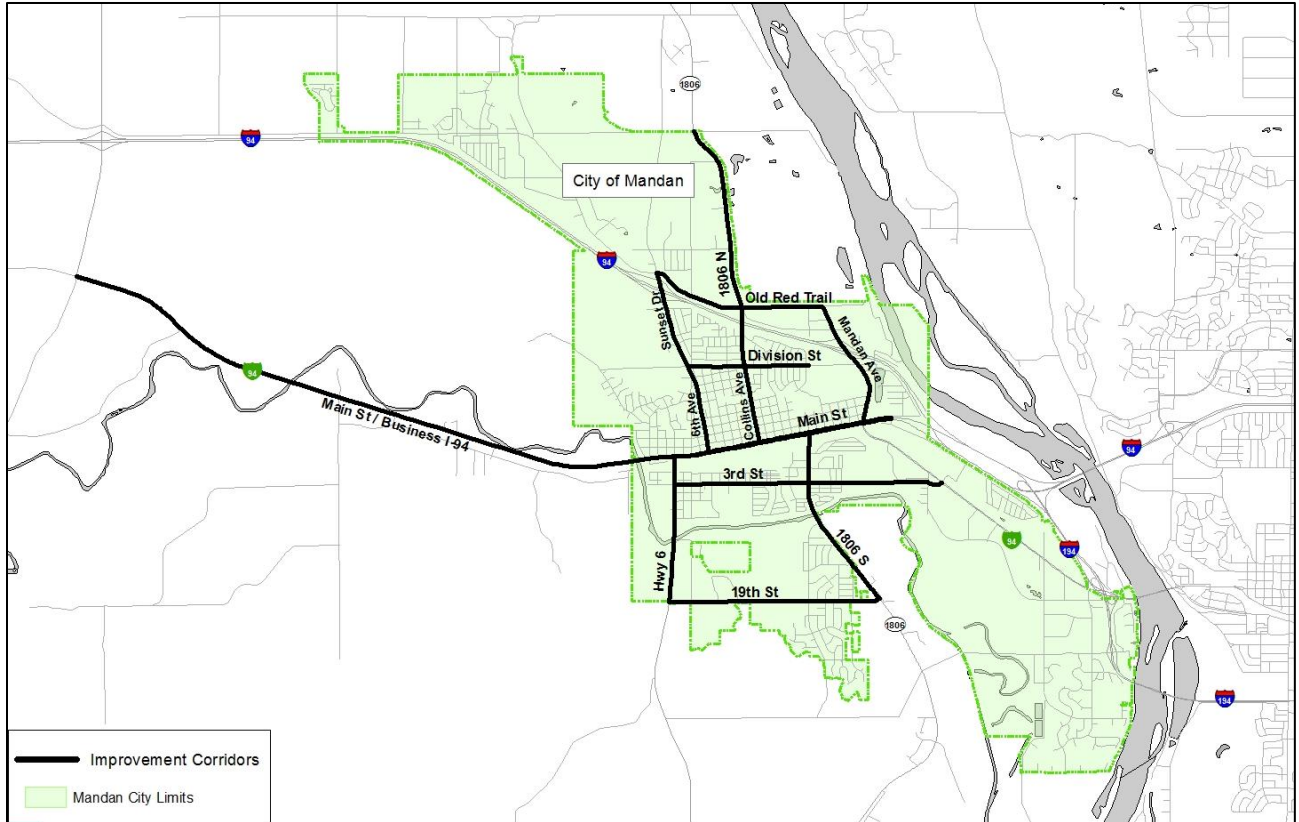 1806
94
City of Mandan
94
1806 N
Old Red Trail
Sunset Dr
Mandan Ave
Division St
94
6th Ave
Collins Ave
Main St
Main St / Business I-94
94
3rd St
94
194
Hwy 6
1806 S
19th St
1806
194
Improvement Corridors
Mandan City Limits